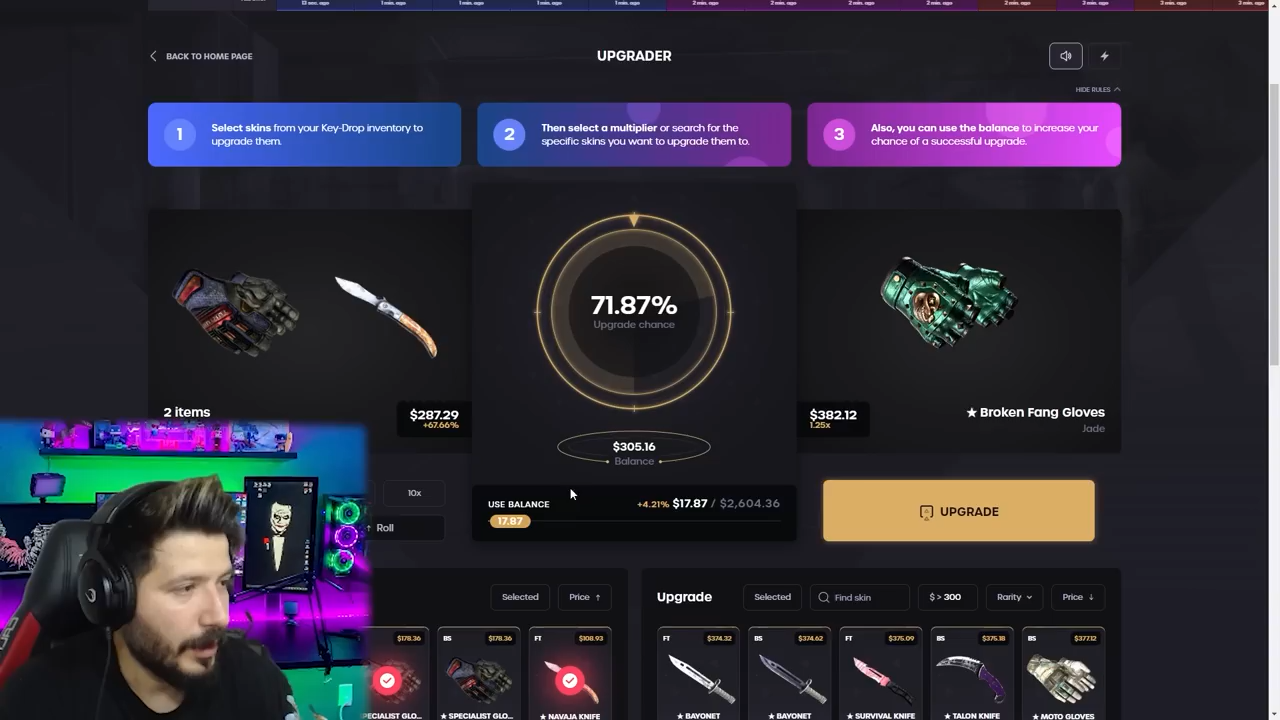 13 sec. ago
1 min. ago
1 min. ago
1 min. ago
1 min. ago
2 min. ago
2 min. ago
2 min. ago
2 min. ago
2 min. ago
3 min. ago
3 min. ago
3 min. ago
BACK TO HOME PAGE
UPGRADER
HIDE RULES
1
Select skins from your Key-Drop inventory to
upgrade them.
2
Then select a multiplier or search for the
specific skins you want to upgrade them to.
3
Also, you can use the balance to increase your
chance of a successful upgrade.
71.87%
Upgrade chance
2 items
$287.29
+67.66%
$382.12
1.25x
★ Broken Fang Gloves
Jade
$305.16
Balance
10x
Roll
USE BALANCE
+4.21% $17.87 / $2,604.36
17.87
UPGRADE
Selected
Price ↑
Upgrade
Selected
Find skin
$ > 300
Rarity
Price ↓
$178.36
BS
$178.36
FT
$108.93
FT
$374.32
BS
$374.62
FT
$375.09
BS
$375.18
BS
$377.12
SPECIALIST GLO...
★ SPECIALIST GLO...
★ NAVAJA KNIFE
★ BAYONET
★ BAYONET
★ SURVIVAL KNIFE
★ TALON KNIFE
★ MOTO GLOVES